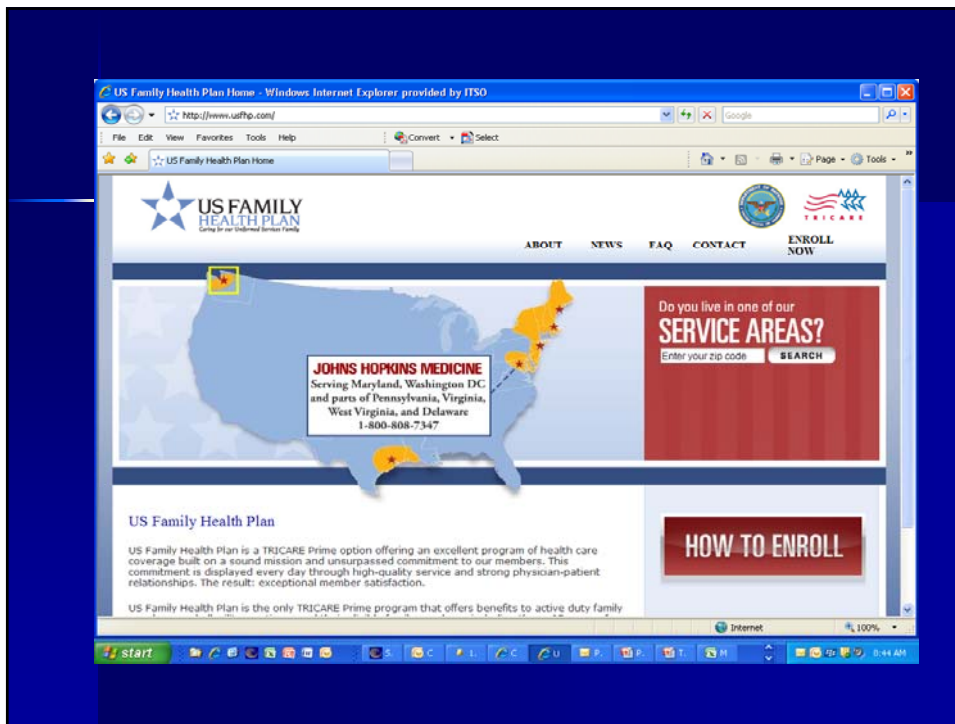 US Family Health Plan Home - Windows Internet Explorer provided by ITSO
http://www.usfhp.com/
Google
File Edit View Favorites Tools Help
Convert Select
US Family Health Plan Home
Page Tools
US FAMILY
HEALTH PLAN
Caring for our Uniformed Services Family
TRICARE
ABOUT NEWS FAQ CONTACT ENROLL
NOW
Do you live in one of our
SERVICE AREAS?
Enter your zip code SEARCH
JOHNS HOPKINS MEDICINE
Serving Maryland, Washington DC
and parts of Pennsylvania, Virginia,
West Virginia, and Delaware
1-800-808-7347
US Family Health Plan
US Family Health Plan is a TRICARE Prime option offering an excellent program of health care
coverage built on a sound mission and unsurpassed commitment to our members. This
commitment is displayed every day through high-quality service and strong physician-patient
relationships. The result: exceptional member satisfaction.
US Family Health Plan is the only TRICARE Prime program that offers benefits to active duty family
HOW TO ENROLL
Internet 100%
start
8:44 AM